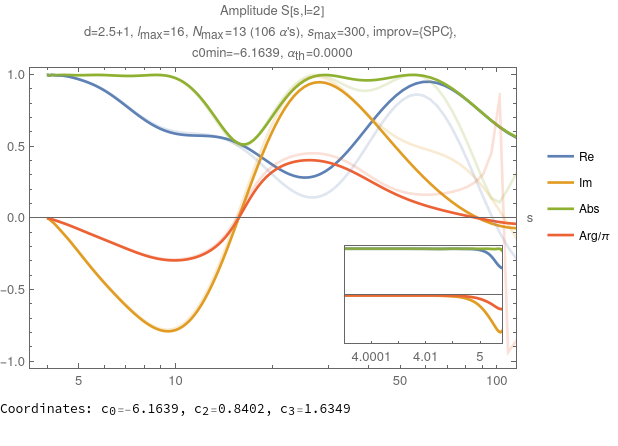 Amplitude S[s,l=2]
d=2.5+1, lmax=16, Nmax=13 (106 α's), smax=300, improv={SPC},
c0min=−6.1639, αth=0.0000
1.0
0.5
0.0
−0.5
−1.0
5
10
50
100
s
4.0001
4.01
5
Re
Im
Abs
Arg/π
Coordinates: c0=−6.1639, c2=0.8402, c3=1.6349